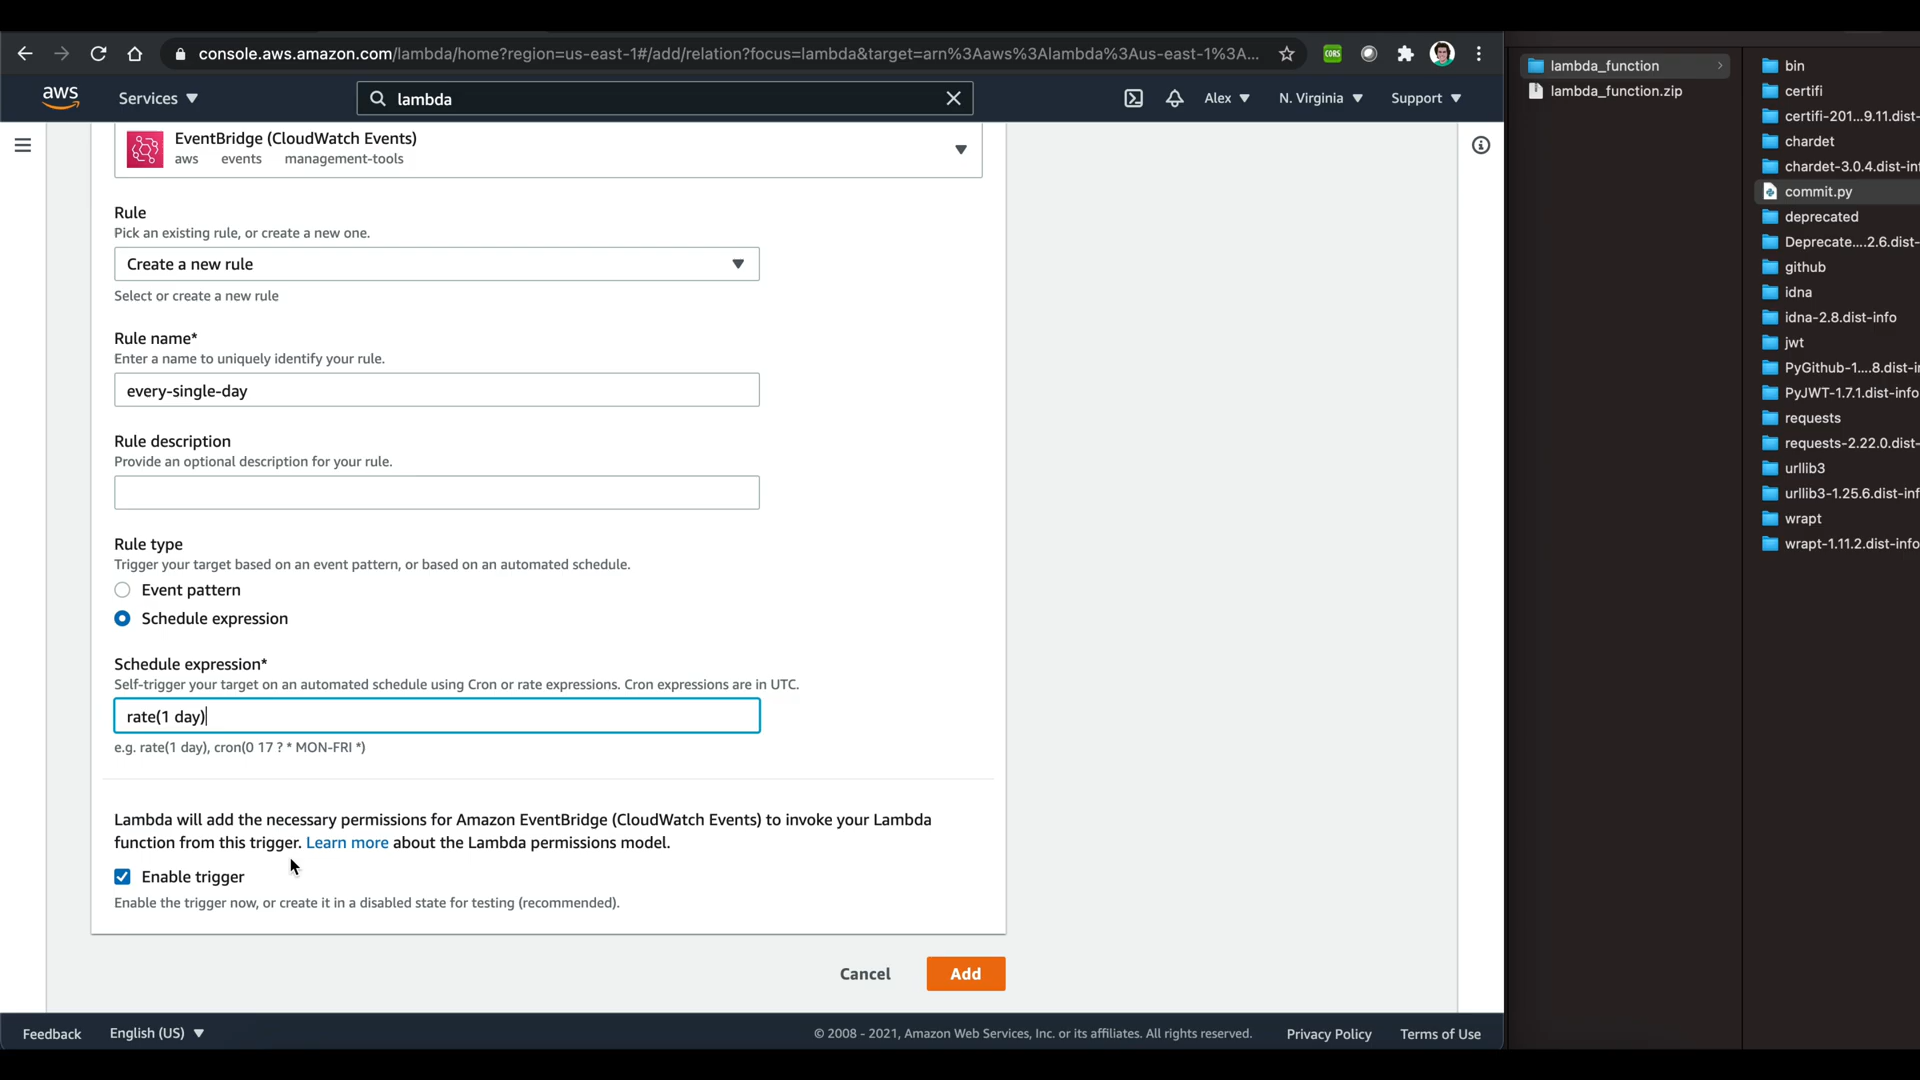 console.aws.amazon.com/lambda/home?region=us-east-1#/add/relation?focus=lambda&target=arn%3Aaws%3Alambda%3Aus-east-1%3A...
CORS
aws
Services
lambda
Alex
N. Virginia
Support
EventBridge (CloudWatch Events)
aws events management-tools
Rule
Pick an existing rule, or create a new one.
Create a new rule
Select or create a new rule
Rule name*
Enter a name to uniquely identify your rule.
every-single-day
Rule description
Provide an optional description for your rule.
Rule type
Trigger your target based on an event pattern, or based on an automated schedule.
Event pattern
Schedule expression
Schedule expression*
Self-trigger your target on an automated schedule using Cron or rate expressions. Cron expressions are in UTC.
rate(1 day)
e.g. rate(1 day), cron(0 17 ? * MON-FRI *)
Lambda will add the necessary permissions for Amazon EventBridge (CloudWatch Events) to invoke your Lambda
function from this trigger. Learn more about the Lambda permissions model.
Enable trigger
Enable the trigger now, or create it in a disabled state for testing (recommended).
Cancel
Add
Feedback
English (US)
© 2008 - 2021, Amazon Web Services, Inc. or its affiliates. All rights reserved.
Privacy Policy
Terms of Use
lambda_function
lambda_function.zip
bin
certifi
certifi-201...9.11.dist-
chardet
chardet-3.0.4.dist-inf
commit.py
deprecated
Deprecate....2.6.dist-
github
idna
idna-2.8.dist-info
jwt
PyGithub-1....8.dist-i
PyJWT-1.7.1.dist-info
requests
requests-2.22.0.dist-
urllib3
urllib3-1.25.6.dist-inf
wrapt
wrapt-1.11.2.dist-info